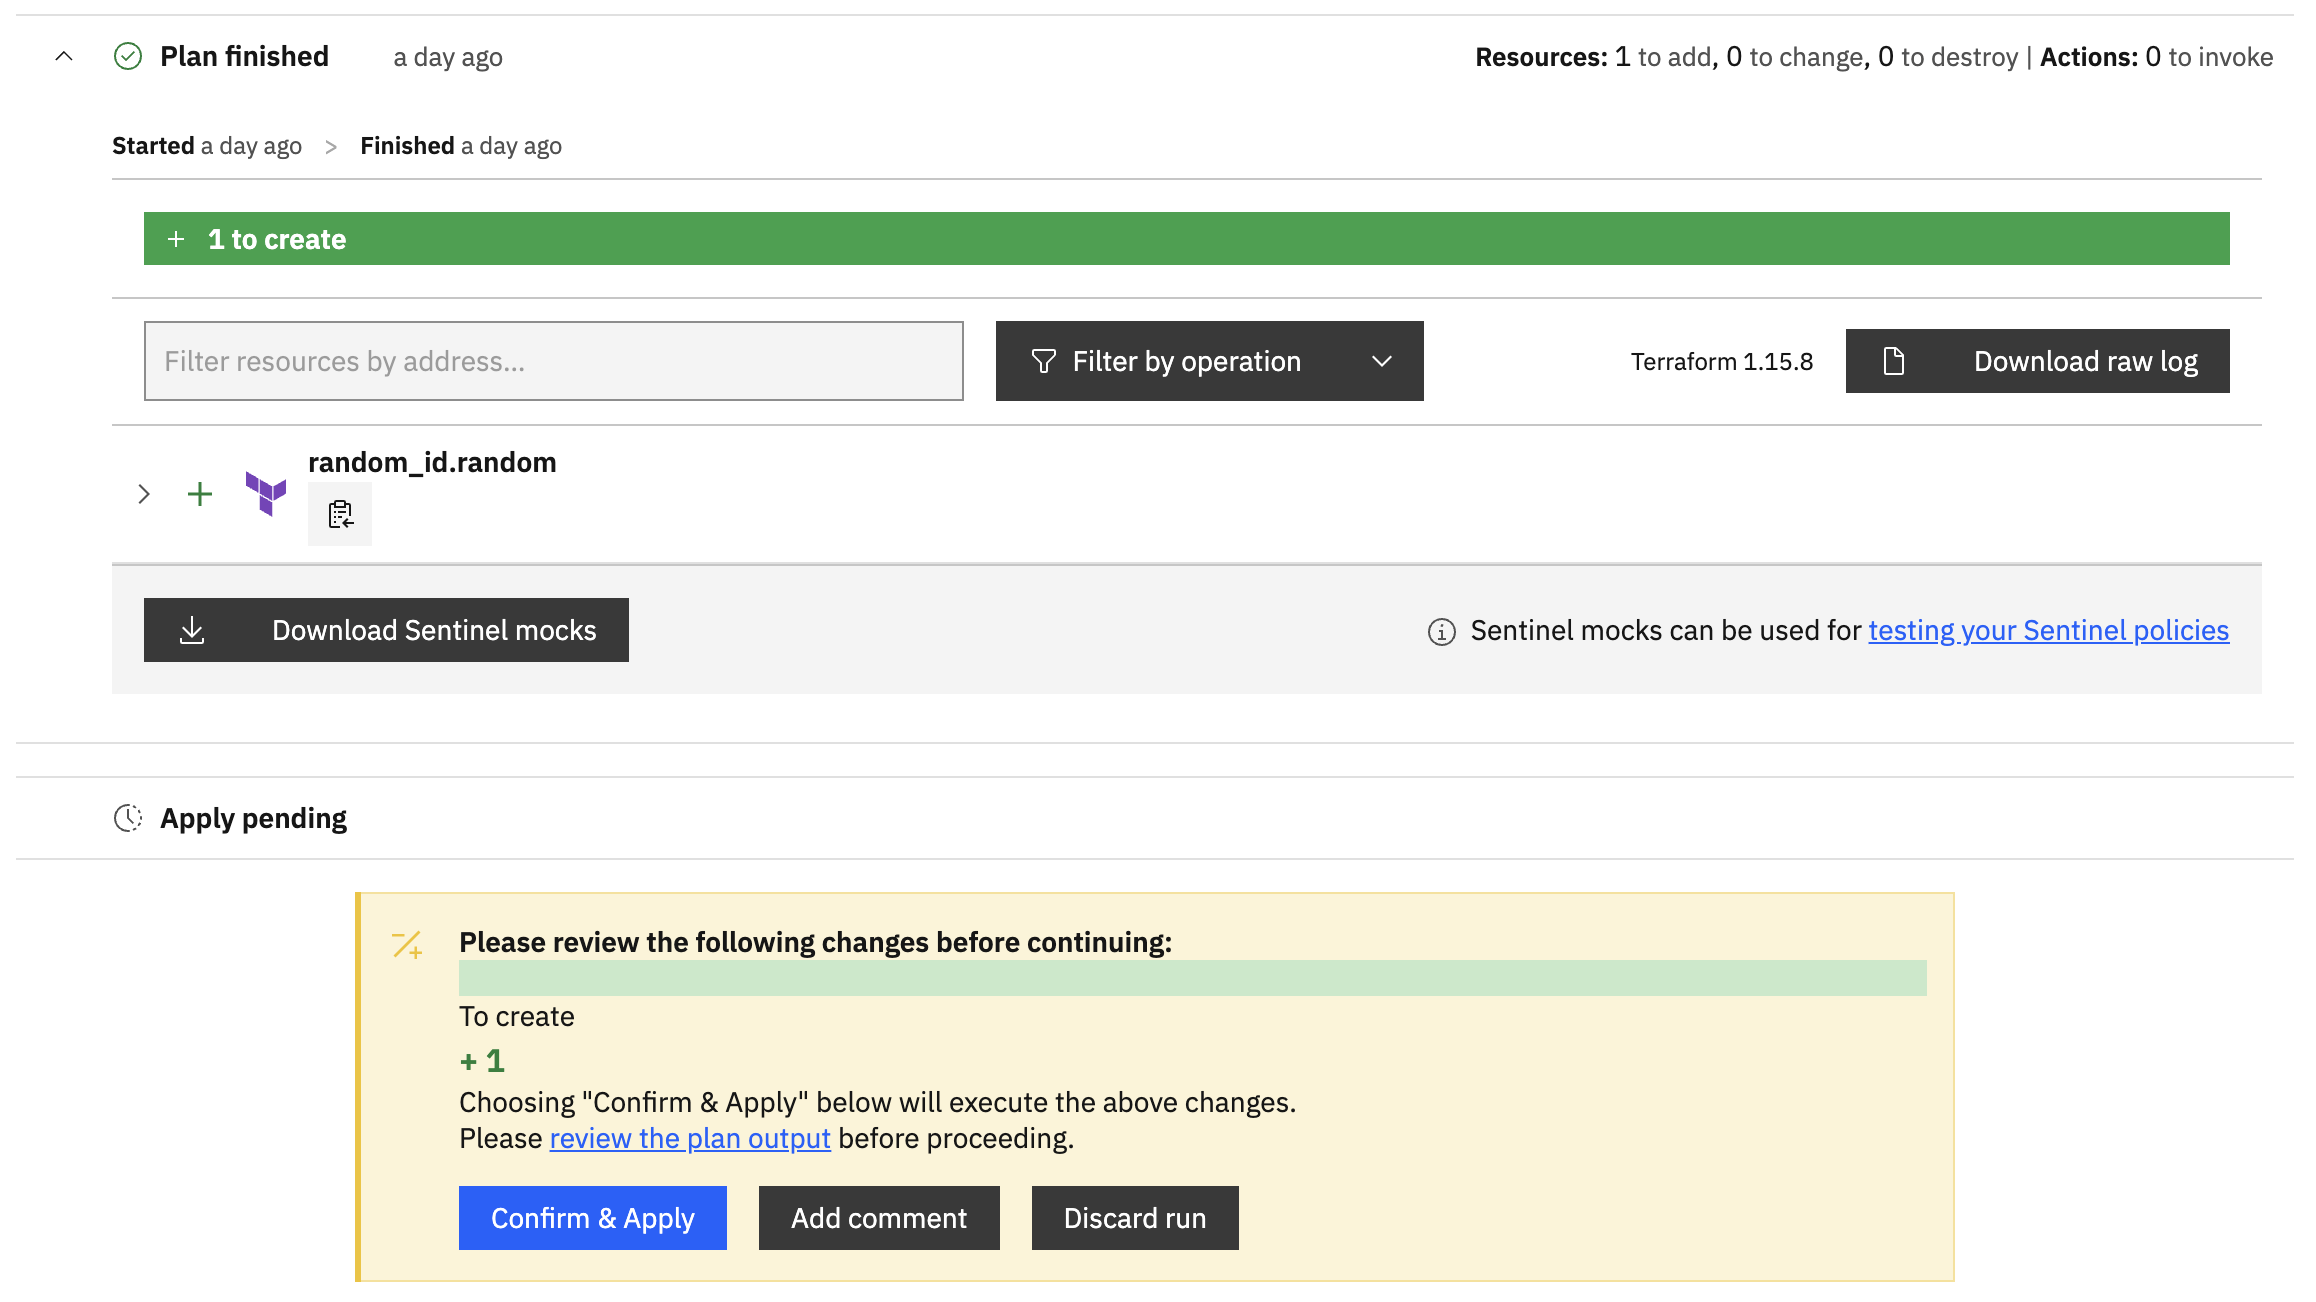 Plan finished a day ago Resources: 1 to add, 0 to change, 0 to destroy | Actions: 0 to invoke
Started a day ago > Finished a day ago
+ 1 to create
Filter resources by address... Filter by operation Terraform 1.15.8 Download raw log
random_id.random
Download Sentinel mocks Sentinel mocks can be used for testing your Sentinel policies
Apply pending
Please review the following changes before continuing:
To create
+ 1
Choosing "Confirm & Apply" below will execute the above changes.
Please review the plan output before proceeding.
Confirm & Apply Add comment Discard run